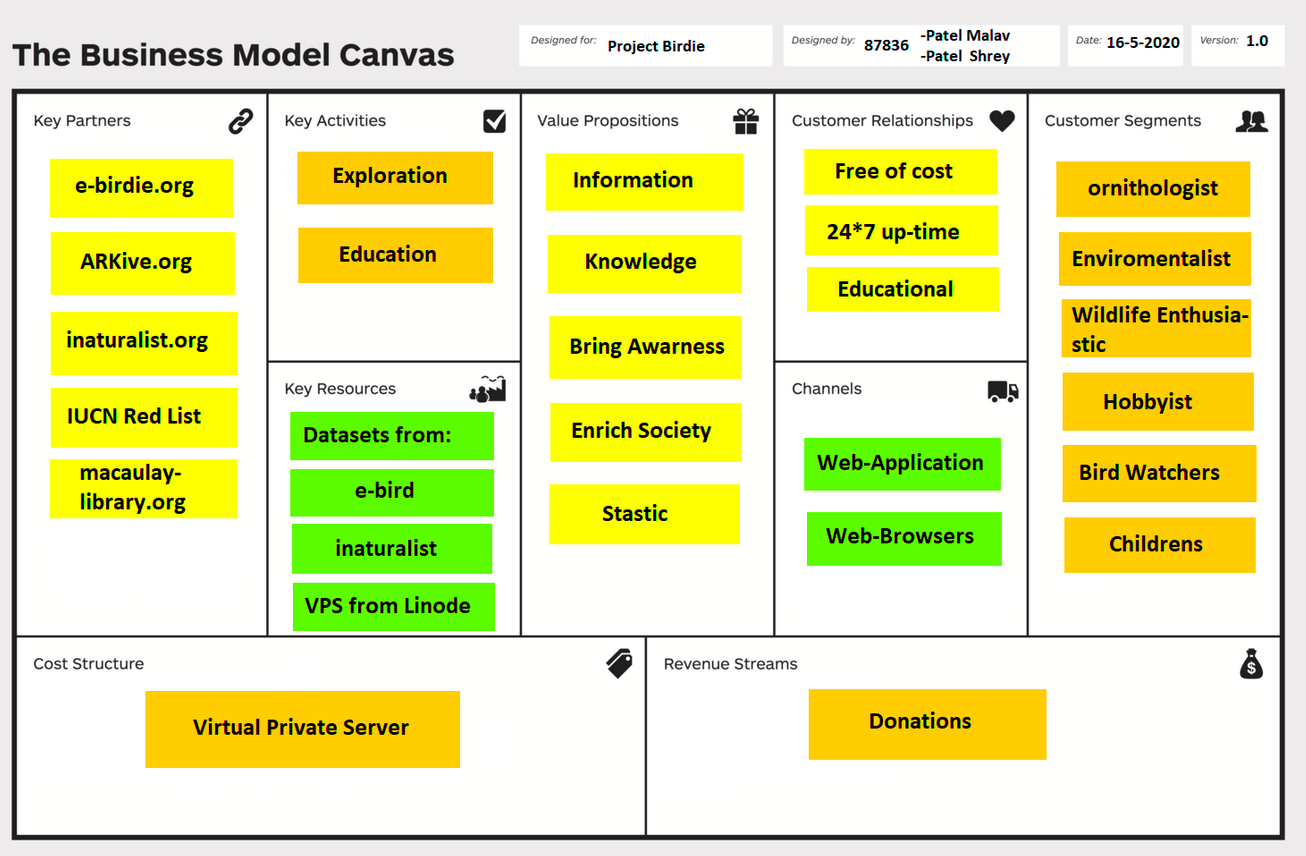 The Business Model Canvas
Designed for:
Project Birdie
Designed by:
87836
-Patel Malav
-Patel Shrey
Date:
16-5-2020
Version:
1.0
Key Partners
e-birdie.org
ARKive.org
inaturalist.org
IUCN Red List
macaulay-
library.org
Key Activities
Exploration
Education
Key Resources
Datasets from:
e-bird
inaturalist
VPS from Linode
Value Propositions
Information
Knowledge
Bring Awarness
Enrich Society
Stastic
Customer Relationships
Free of cost
24*7 up-time
Educational
Channels
Web-Application
Web-Browsers
Customer Segments
ornithologist
Enviromentalist
Wildlife Enthusia-
stic
Hobbyist
Bird Watchers
Childrens
Cost Structure
Virtual Private Server
Revenue Streams
$
Donations